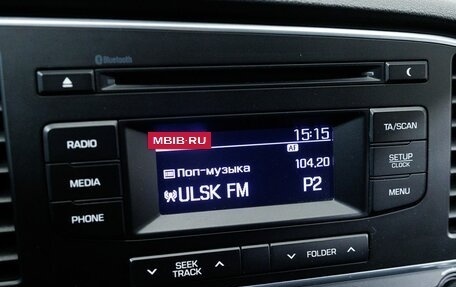 Bluetooth
RADIO
MEDIA
PHONE
MBIB·RU
15:15
AF
Поп-музыка 104.20
ULSK FM P2
TA/SCAN
SETUP
CLOCK
MENU
SEEK
TRACK
FOLDER